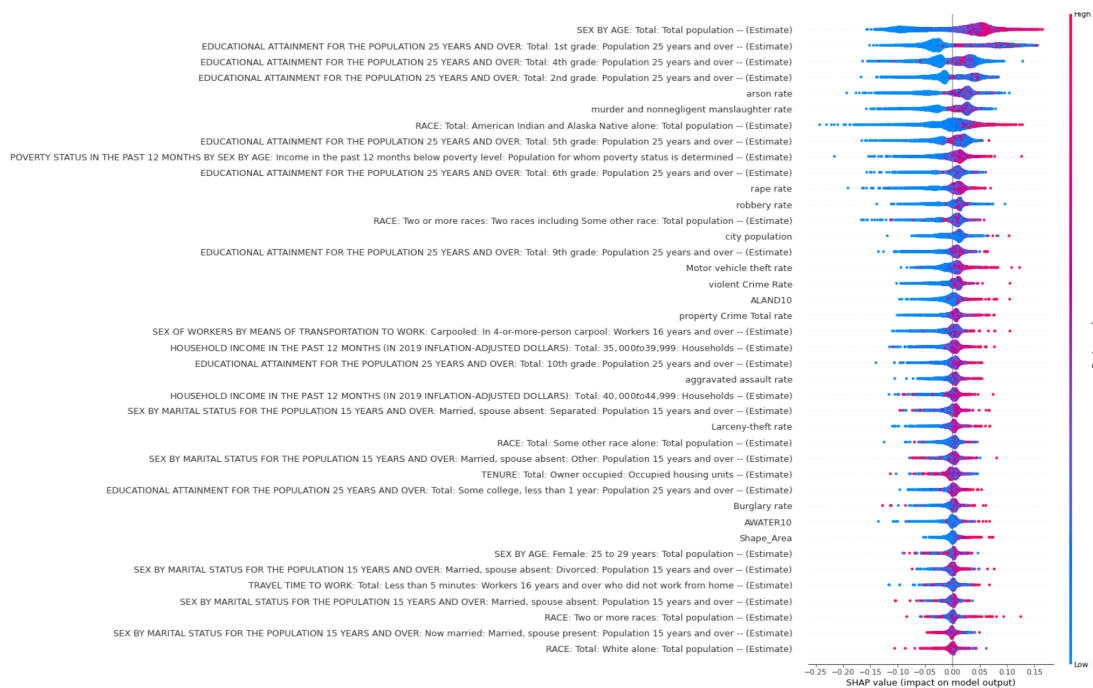 High
SEX BY AGE: Total: Total population -- (Estimate)
EDUCATIONAL ATTAINMENT FOR THE POPULATION 25 YEARS AND OVER: Total: 1st grade: Population 25 years and over -- (Estimate)
EDUCATIONAL ATTAINMENT FOR THE POPULATION 25 YEARS AND OVER: Total: 4th grade: Population 25 years and over -- (Estimate)
EDUCATIONAL ATTAINMENT FOR THE POPULATION 25 YEARS AND OVER: Total: 2nd grade: Population 25 years and over -- (Estimate)
arson rate
murder and nonnegligent manslaughter rate
RACE: Total: American Indian and Alaska Native alone: Total population -- (Estimate)
EDUCATIONAL ATTAINMENT FOR THE POPULATION 25 YEARS AND OVER: Total: 5th grade: Population 25 years and over -- (Estimate)
POVERTY STATUS IN THE PAST 12 MONTHS BY SEX BY AGE: Income in the past 12 months below poverty level: Population for whom poverty status is determined -- (Estimate)
EDUCATIONAL ATTAINMENT FOR THE POPULATION 25 YEARS AND OVER: Total: 6th grade: Population 25 years and over -- (Estimate)
rape rate
robbery rate
RACE: Two or more races: Two races including Some other race: Total population -- (Estimate)
city population
EDUCATIONAL ATTAINMENT FOR THE POPULATION 25 YEARS AND OVER: Total: 9th grade: Population 25 years and over -- (Estimate)
Motor vehicle theft rate
violent Crime Rate
ALAND10
property Crime Total rate
SEX OF WORKERS BY MEANS OF TRANSPORTATION TO WORK: Carpooled: In 4-or-more-person carpool: Workers 16 years and over -- (Estimate)
HOUSEHOLD INCOME IN THE PAST 12 MONTHS (IN 2019 INFLATION-ADJUSTED DOLLARS): Total: 35,000to39,999: Households -- (Estimate)
EDUCATIONAL ATTAINMENT FOR THE POPULATION 25 YEARS AND OVER: Total: 10th grade: Population 25 years and over -- (Estimate)
aggravated assault rate
HOUSEHOLD INCOME IN THE PAST 12 MONTHS (IN 2019 INFLATION-ADJUSTED DOLLARS): Total: 40,000to44,999: Households -- (Estimate)
SEX BY MARITAL STATUS FOR THE POPULATION 15 YEARS AND OVER: Married, spouse absent: Separated: Population 15 years and over -- (Estimate)
Larceny-theft rate
RACE: Total: Some other race alone: Total population -- (Estimate)
SEX BY MARITAL STATUS FOR THE POPULATION 15 YEARS AND OVER: Married, spouse absent: Other: Population 15 years and over -- (Estimate)
TENURE: Total: Owner occupied: Occupied housing units -- (Estimate)
EDUCATIONAL ATTAINMENT FOR THE POPULATION 25 YEARS AND OVER: Total: Some college, less than 1 year: Population 25 years and over -- (Estimate)
Burglary rate
AWATER10
Shape_Area
SEX BY AGE: Female: 25 to 29 years: Total population -- (Estimate)
SEX BY MARITAL STATUS FOR THE POPULATION 15 YEARS AND OVER: Married, spouse absent: Divorced: Population 15 years and over -- (Estimate)
TRAVEL TIME TO WORK: Total: Less than 5 minutes: Workers 16 years and over who did not work from home -- (Estimate)
SEX BY MARITAL STATUS FOR THE POPULATION 15 YEARS AND OVER: Married, spouse absent: Population 15 years and over -- (Estimate)
RACE: Two or more races: Total population -- (Estimate)
SEX BY MARITAL STATUS FOR THE POPULATION 15 YEARS AND OVER: Now married: Married, spouse present: Population 15 years and over -- (Estimate)
RACE: Total: White alone: Total population -- (Estimate)
Low
−0.25 −0.20 −0.15 −0.10 −0.05 0.00 0.05 0.10 0.15
SHAP value (impact on model output)